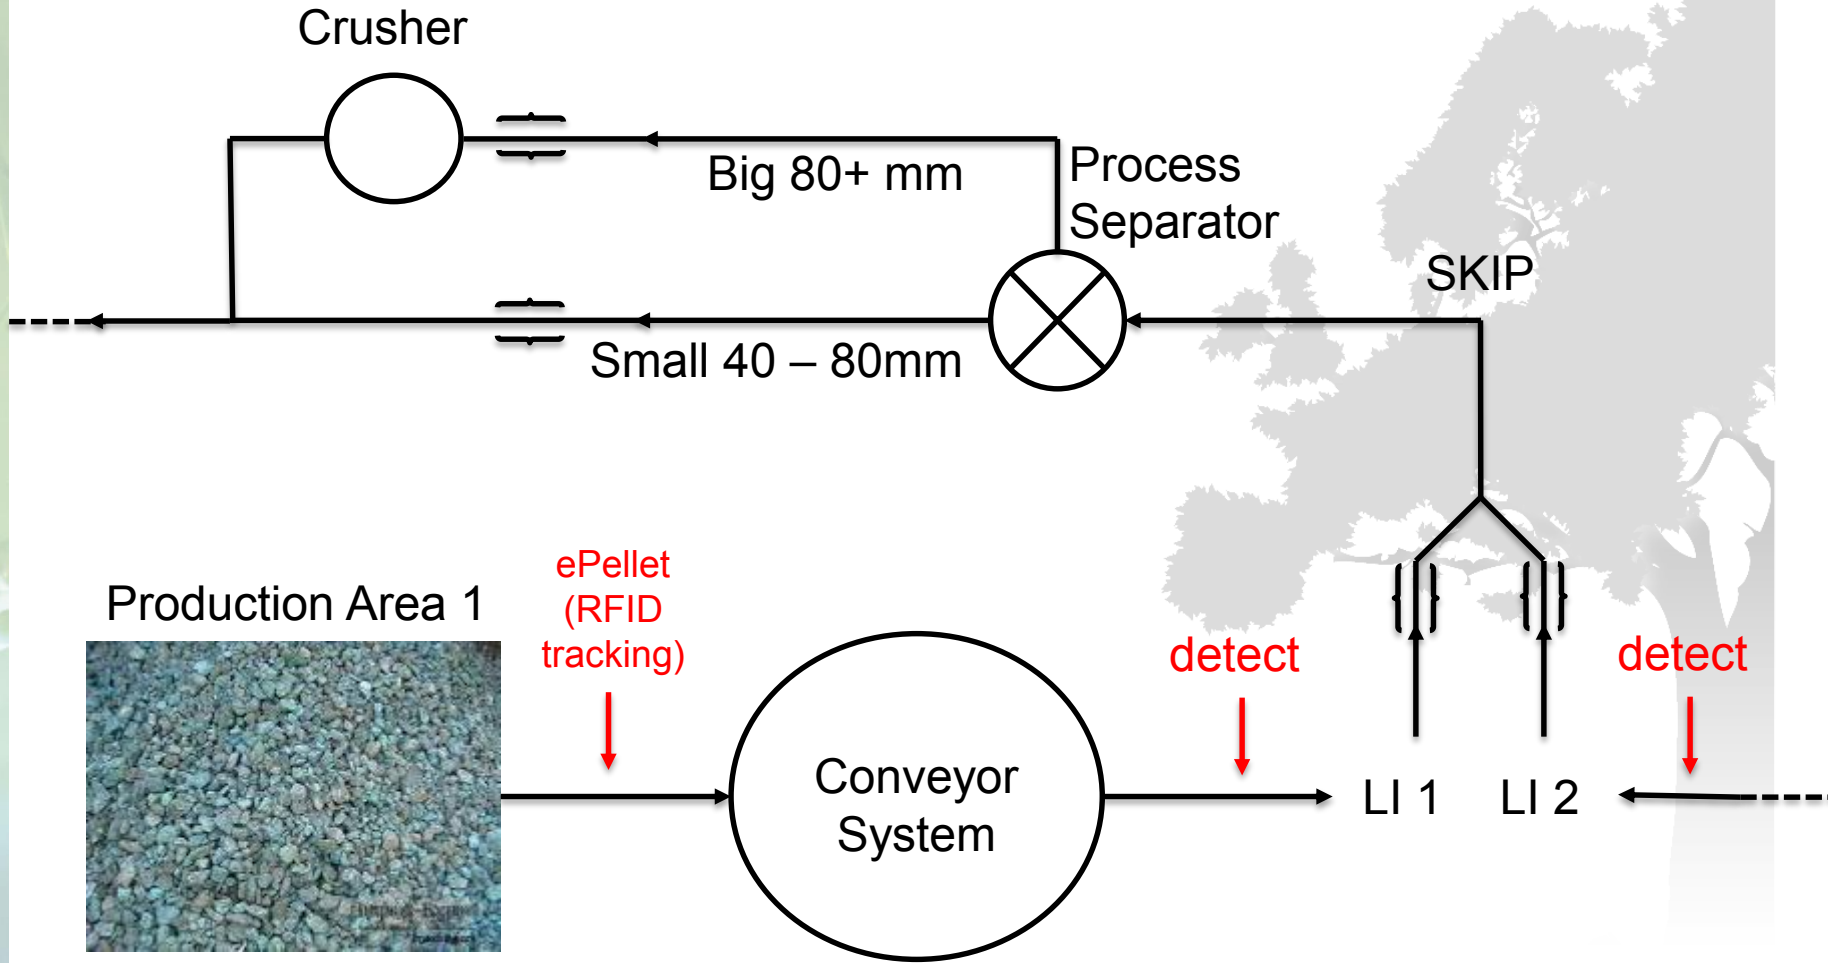 Crusher
Big 80+ mm
Process
Separator
SKIP
Small 40 – 80mm
ePellet
(RFID
tracking)
Production Area 1
detect
detect
Conveyor
System
LI 1
LI 2